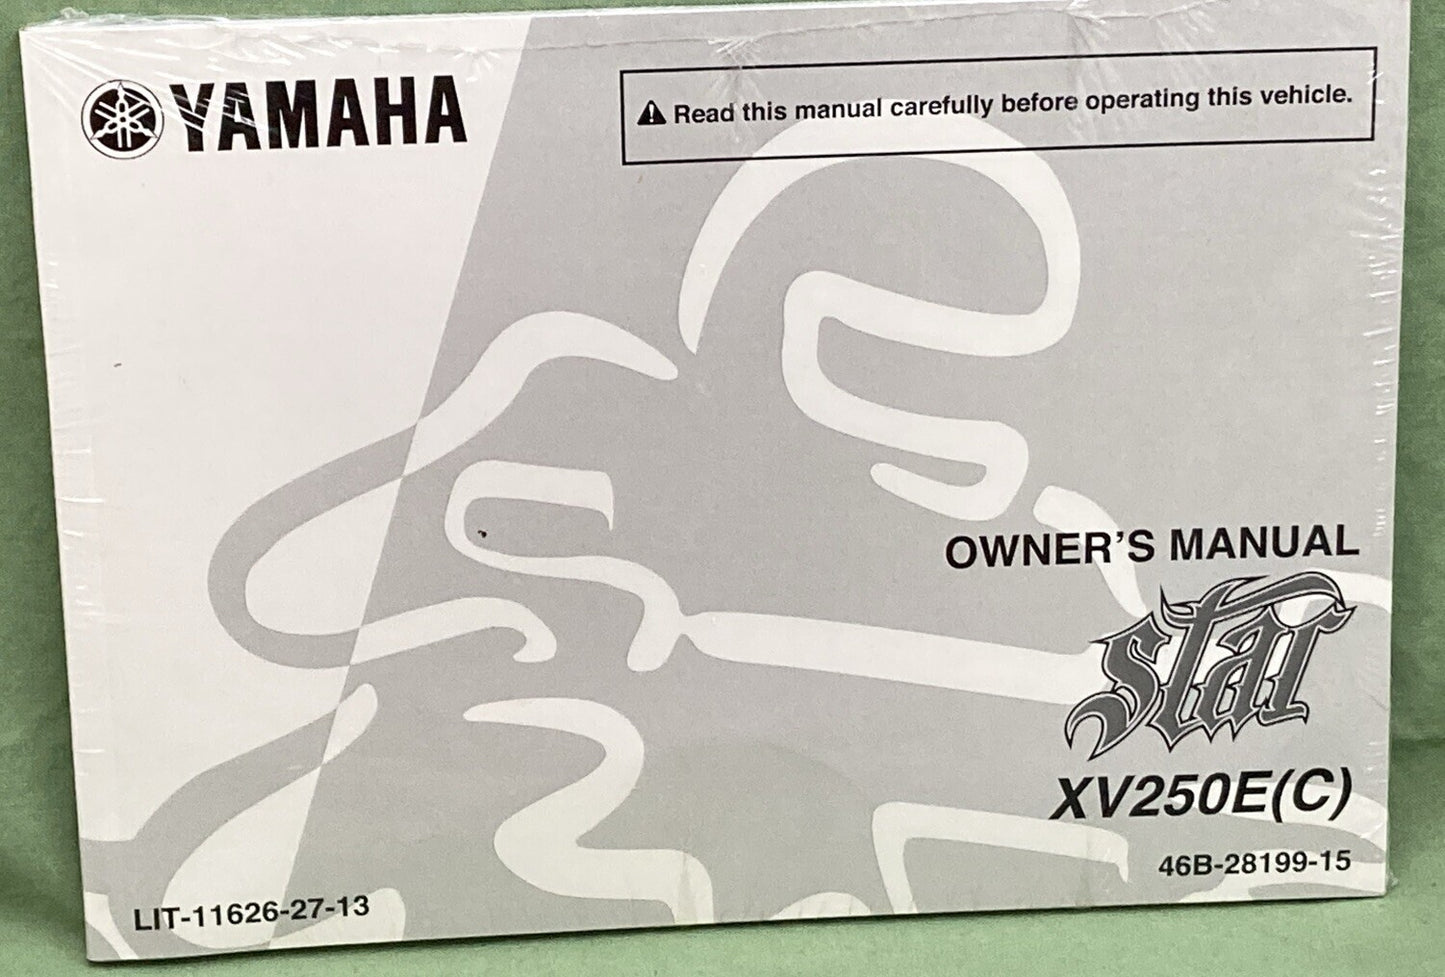 YAMAHA
Read this manual carefully before operating this vehicle.
OWNER'S MANUAL
star
XV250E(C)
46B-28199-15
LIT-11626-27-13